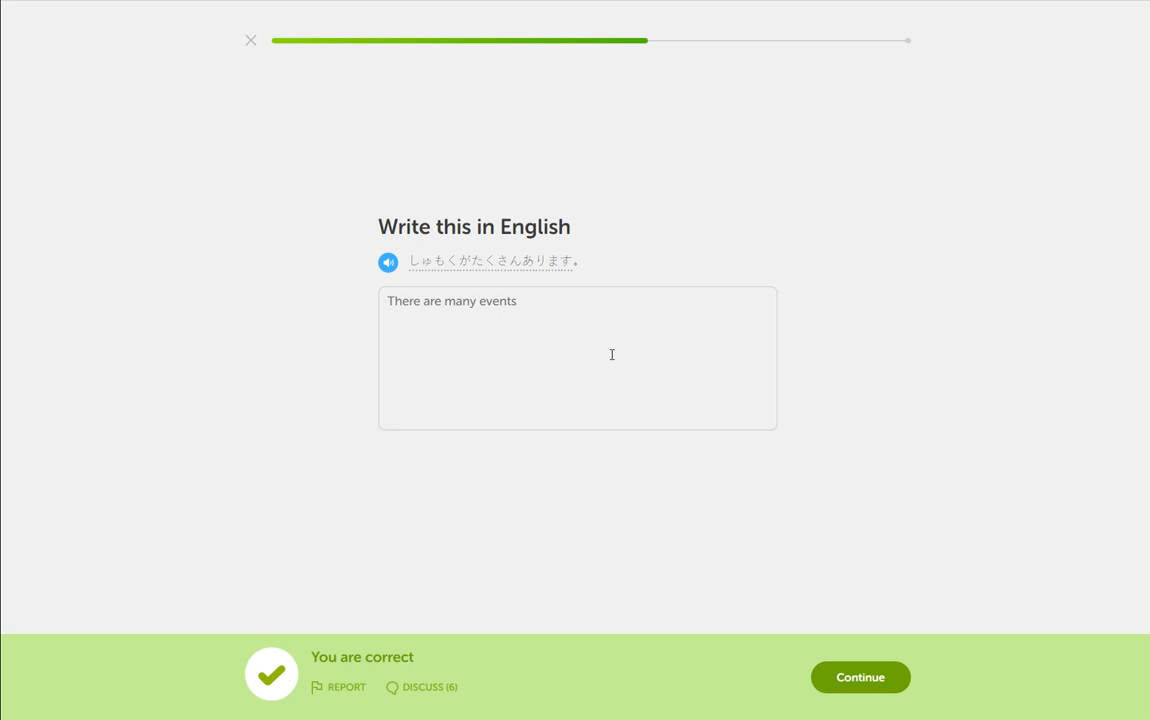 Write this in English
しゅもくがたくさんあります。
There are many events
You are correct
REPORT
DISCUSS (6)
Continue